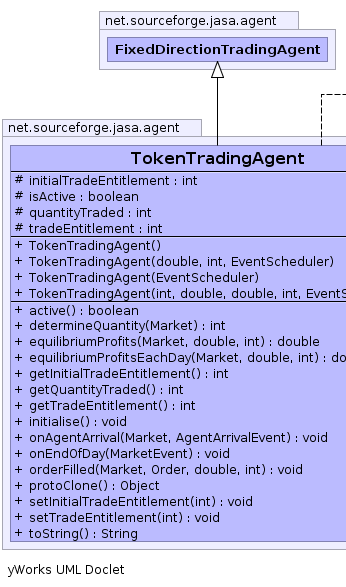 net.sourceforge.jasa.agent
FixedDirectionTradingAgent
net.sourceforge.jasa.agent
TokenTradingAgent
# initialTradeEntitlement : int
# isActive : boolean
# quantityTraded : int
# tradeEntitlement : int
+ TokenTradingAgent()
+ TokenTradingAgent(double, int, EventScheduler)
+ TokenTradingAgent(EventScheduler)
+ TokenTradingAgent(int, double, double, int, EventS
+ active() : boolean
+ determineQuantity(Market) : int
+ equilibriumProfits(Market, double, int) : double
+ equilibriumProfitsEachDay(Market, double, int) : do
+ getInitialTradeEntitlement() : int
+ getQuantityTraded() : int
+ getTradeEntitlement() : int
+ initialise() : void
+ onAgentArrival(Market, AgentArrivalEvent) : void
+ onEndOfDay(MarketEvent) : void
+ orderFilled(Market, Order, double, int) : void
+ protoClone() : Object
+ setInitialTradeEntitlement(int) : void
+ setTradeEntitlement(int) : void
+ toString() : String
yWorks UML Doclet